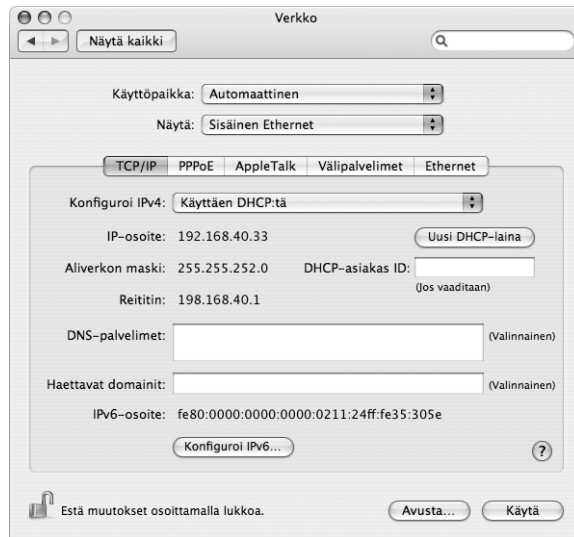 Verkko
Näytä kaikki
Käyttöpaikka: Automaattinen
Näytä: Sisäinen Ethernet
TCP/IP PPPoE AppleTalk Välipalvelimet Ethernet
Konfiguroi IPv4: Käyttäen DHCP:tä
IP-osoite: 192.168.40.33 Uusi DHCP-laina
Aliverkon maski: 255.255.252.0 DHCP-asiakas ID:
(Jos vaaditaan)
Reititin: 198.168.40.1
DNS-palvelimet: (Valinnainen)
Haettavat domainit: (Valinnainen)
IPv6-osoite: fe80:0000:0000:0000:0211:24ff:fe35:305e
Konfiguroi IPv6... ?
Estä muutokset osoittamalla lukkoa. Avusta... Käytä